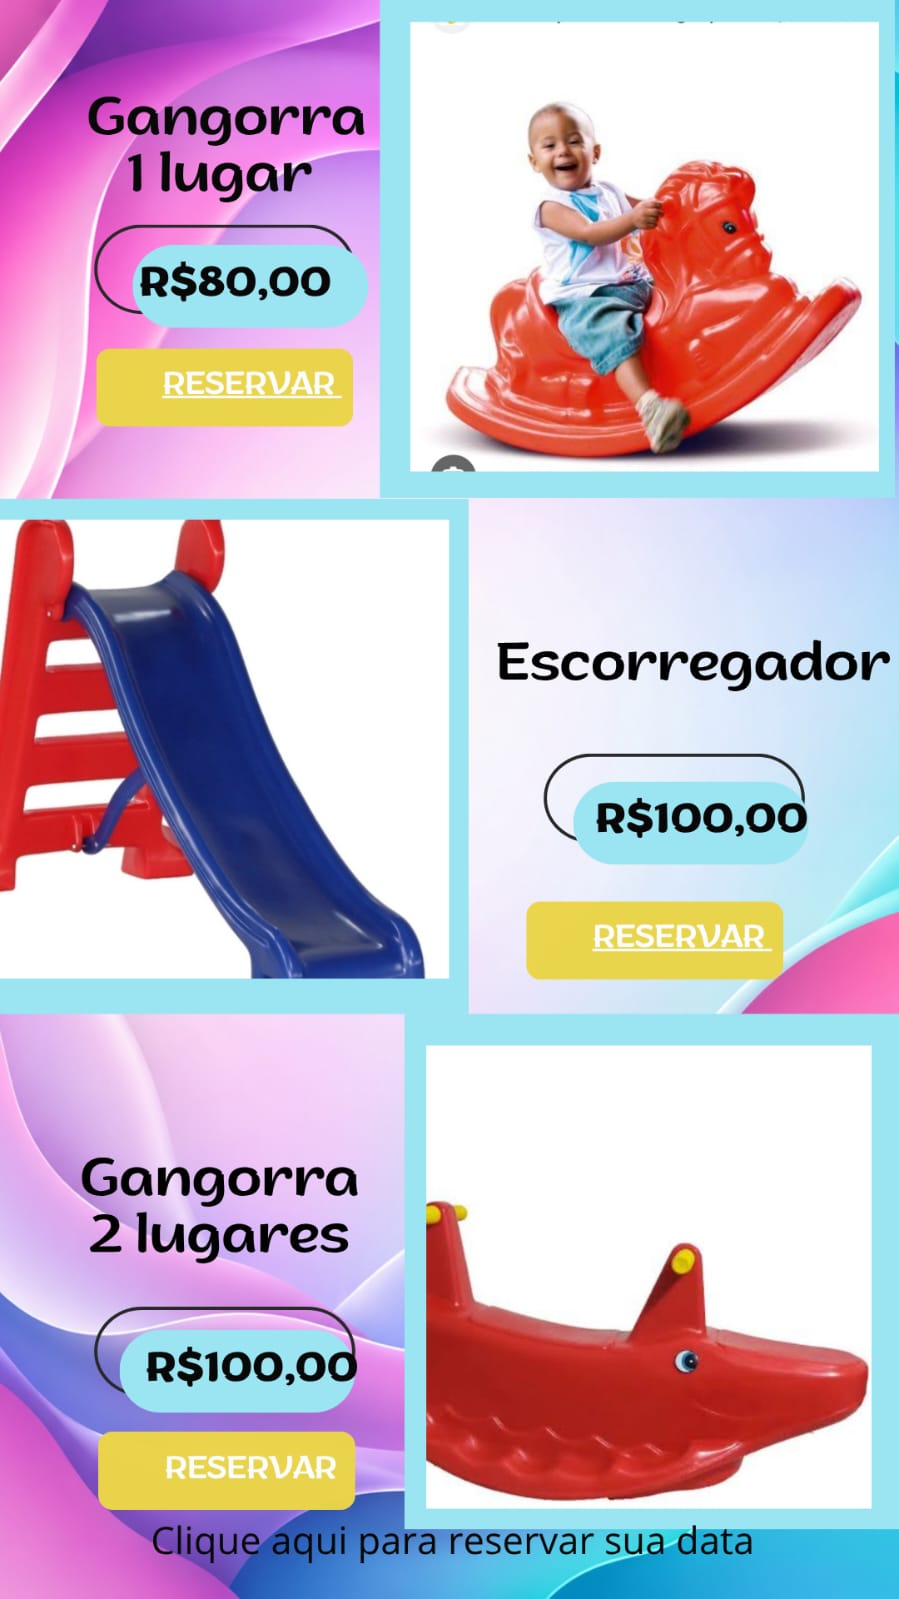 Gangorra
1 lugar
R$80,00
RESERVAR
Escorregador
R$100,00
RESERVAR
Gangorra
2 lugares
R$100,00
RESERVAR
Clique aqui para reservar sua data